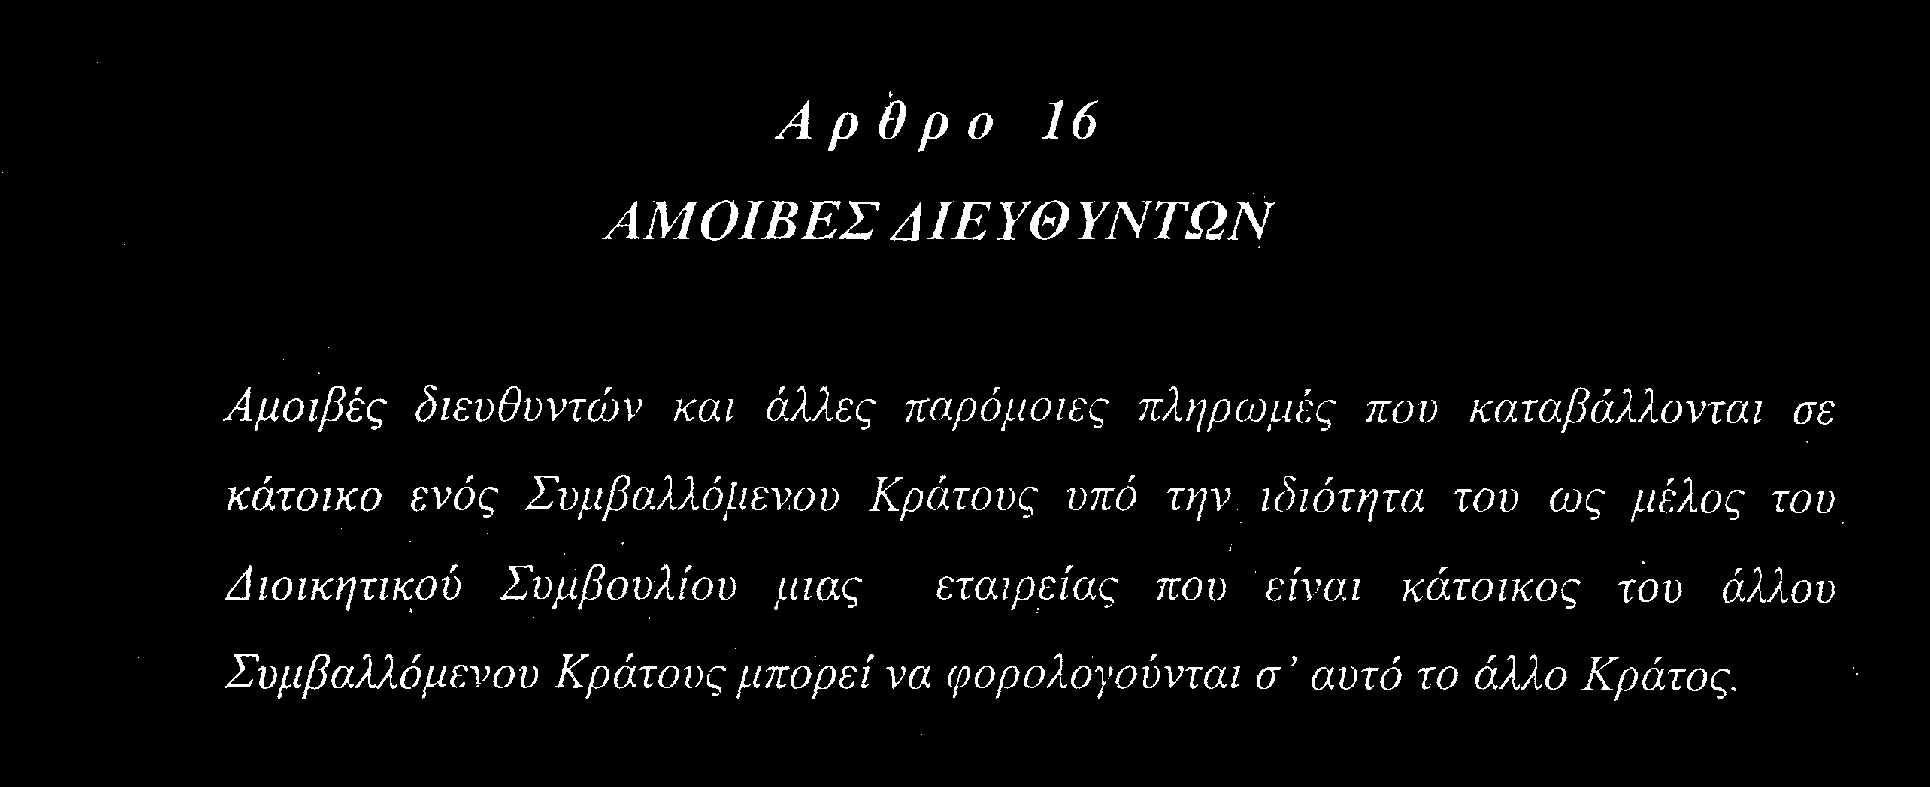 Αρθρο 16
ΑΜΟΙΒΕΣ ΔΙΕΥΘΥΝΤΩΝ
Αμοιβές διευθυντών και άλλες παρόμοιες πληρωμές που καταβάλλονται σε
κάτοικο ενός Συμβαλλόμενου Κράτους υπό την ιδιότητα του ως μέλος του
Διοικητικού Συμβουλίου μιας εταιρείας που είναι κάτοικος του άλλου
Συμβαλλόμενου Κράτους μπορεί να φορολογούνται σ' αυτό το άλλο Κράτος.